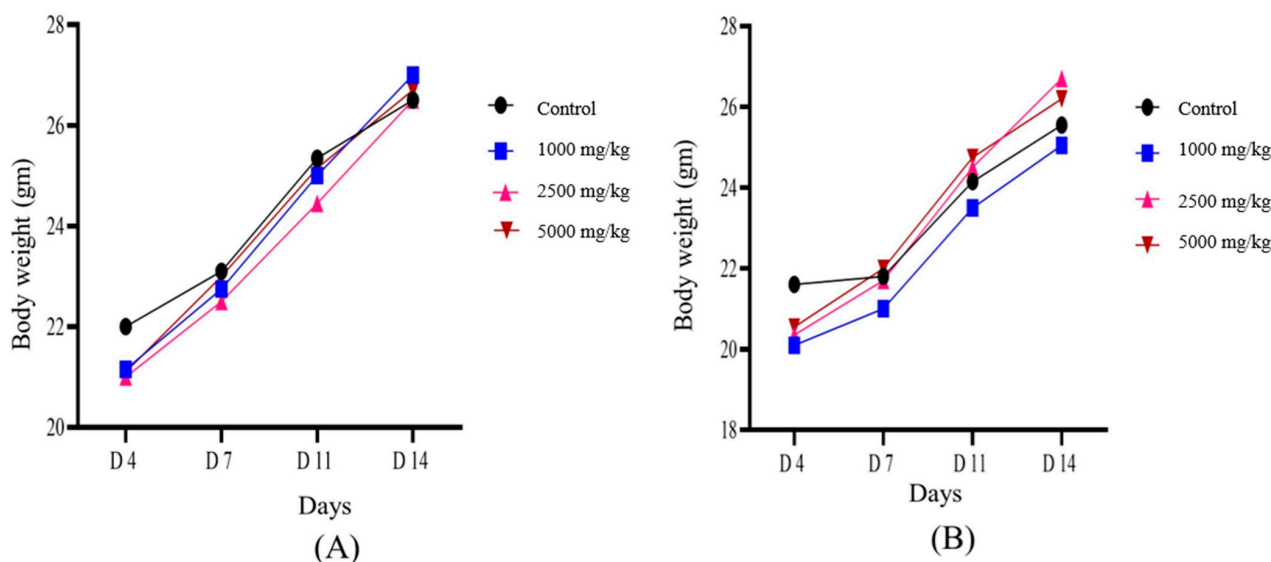 28
26
24
22
20
Body weight (gm)
D 4
D 7
D 11
D 14
Days
(A)
Control
1000 mg/kg
2500 mg/kg
5000 mg/kg
28
26
24
22
20
18
Body weight (gm)
D 4
D 7
D 11
D 14
Days
(B)
Control
1000 mg/kg
2500 mg/kg
5000 mg/kg